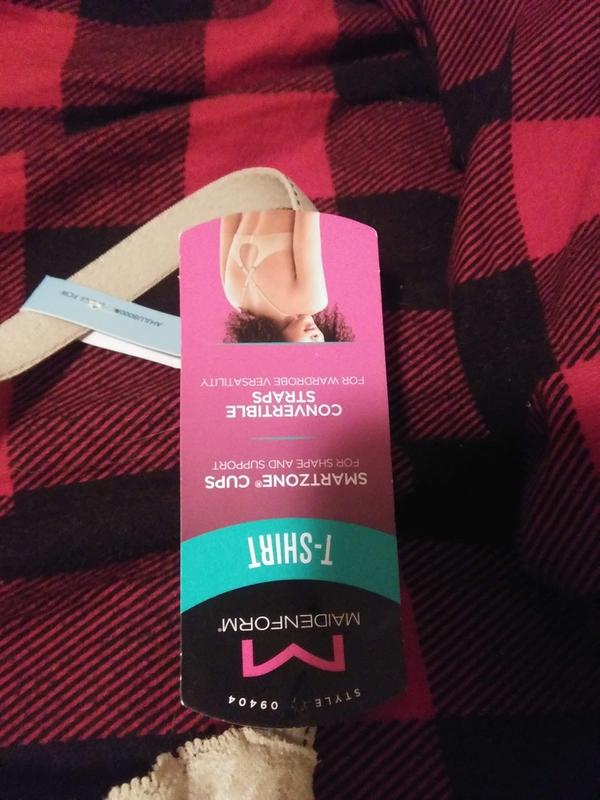 STYLE 09404
M
MAIDENFORM®
T-SHIRT
SMARTZONE® CUPS
FOR SHAPE AND SUPPORT
CONVERTIBLE
STRAPS
FOR WARDROBE VERSATILITY